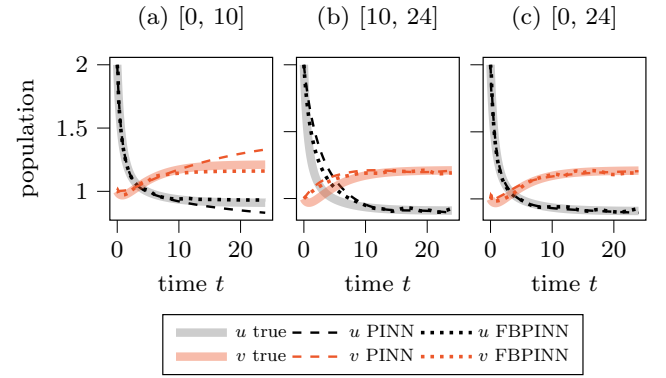 (a) [0, 10] (b) [10, 24] (c) [0, 24]
2
1.5
1
population
0 10 20 0 10 20 0 10 20
time t time t time t
u true u PINN u FBPINN
v true v PINN v FBPINN